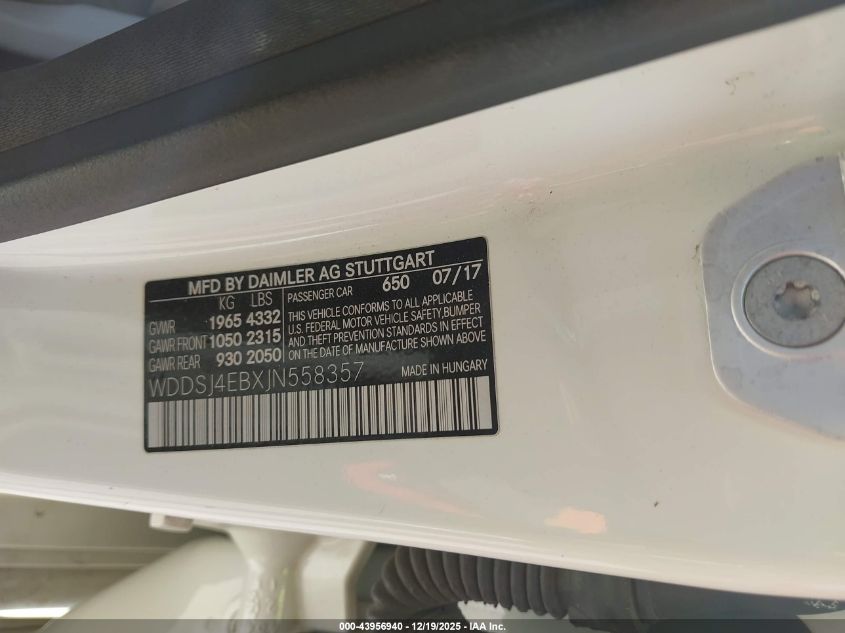 MFD BY DAIMLER AG STUTTGART
KG LBS
GVWR 1965 4332
GAWR FRONT 1050 2315
GAWR REAR 930 2050
PASSENGER CAR 650 07/17
THIS VEHICLE CONFORMS TO ALL APPLICABLE
U.S. FEDERAL MOTOR VEHICLE SAFETY,BUMPER
AND THEFT PREVENTION STANDARDS IN EFFECT
ON THE DATE OF MANUFACTURE SHOWN ABOVE
WDDSJ4EBXJN558357
MADE IN HUNGARY
000-43956940 - 12/19/2025 - IAA Inc.